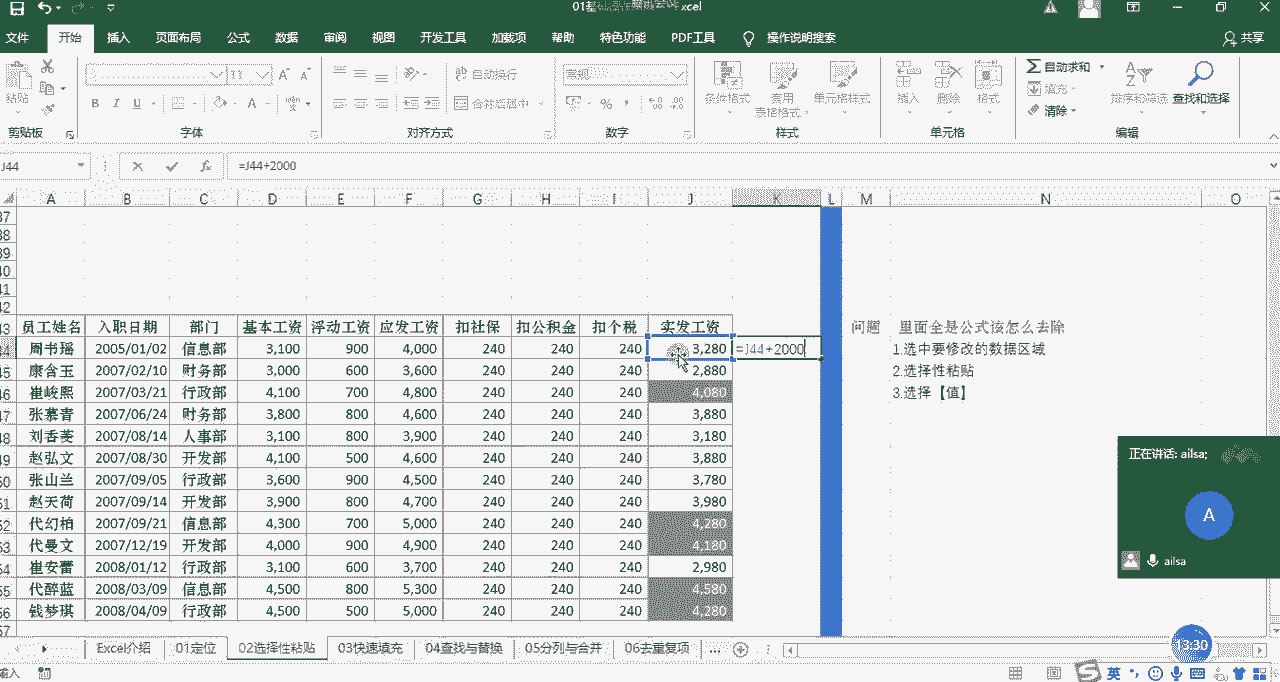 文件 开始 插入 页面布局 公式 数据 审阅 视图 开发工具 加载项 帮助 特色功能 PDF工具 操作说明搜索 共享
粘贴 11 自动换行 常规 条件格式 套用 单元格样式 插入 删除 格式 自动求和 排序和筛选 查找和选择
B I U A 合并后居中 % 表格格式 填充 清除
剪贴板 字体 对齐方式 数字 样式 单元格 编辑
J44 fx =J44+2000
A B C D E F G H I J K L M N O
员工姓名 入职日期 部门 基本工资 浮动工资 应发工资 扣社保 扣公积金 扣个税 实发工资 问题 里面全是公式该怎么去除
周书瑶 2005/01/02 信息部 3,100 900 4,000 240 240 240 3,280 =J44+2000 1.选中要修改的数据区域
康含玉 2007/02/10 财务部 3,000 600 3,600 240 240 240 2,880 2.选择性粘贴
崔峻熙 2007/03/21 行政部 4,100 700 4,800 240 240 240 4,080 3.选择【值】
张慕青 2007/06/24 财务部 3,800 800 4,600 240 240 240 3,880
刘香菱 2007/08/14 人事部 3,100 800 3,900 240 240 240 3,180
赵弘文 2007/08/30 开发部 4,100 500 4,600 240 240 240 3,880
张山兰 2007/09/05 行政部 3,600 900 4,500 240 240 240 3,780
赵天荷 2007/09/14 开发部 3,900 800 4,700 240 240 240 3,980
代幻柏 2007/09/21 信息部 4,300 700 5,000 240 240 240 4,280
代曼文 2007/12/19 开发部 4,000 900 4,900 240 240 240 4,180
崔安蕾 2008/01/12 行政部 3,100 600 3,700 240 240 240 2,980
代醉蓝 2008/03/09 信息部 4,500 800 5,300 240 240 240 4,580
钱梦琪 2008/04/09 行政部 4,500 500 5,000 240 240 240 4,280
正在讲话: ailsa;
A
ailsa
Excel介绍 01定位 02选择性粘贴 03快速填充 04查找与替换 05分列与合并 06去重复项 ...
13:30
输入 英